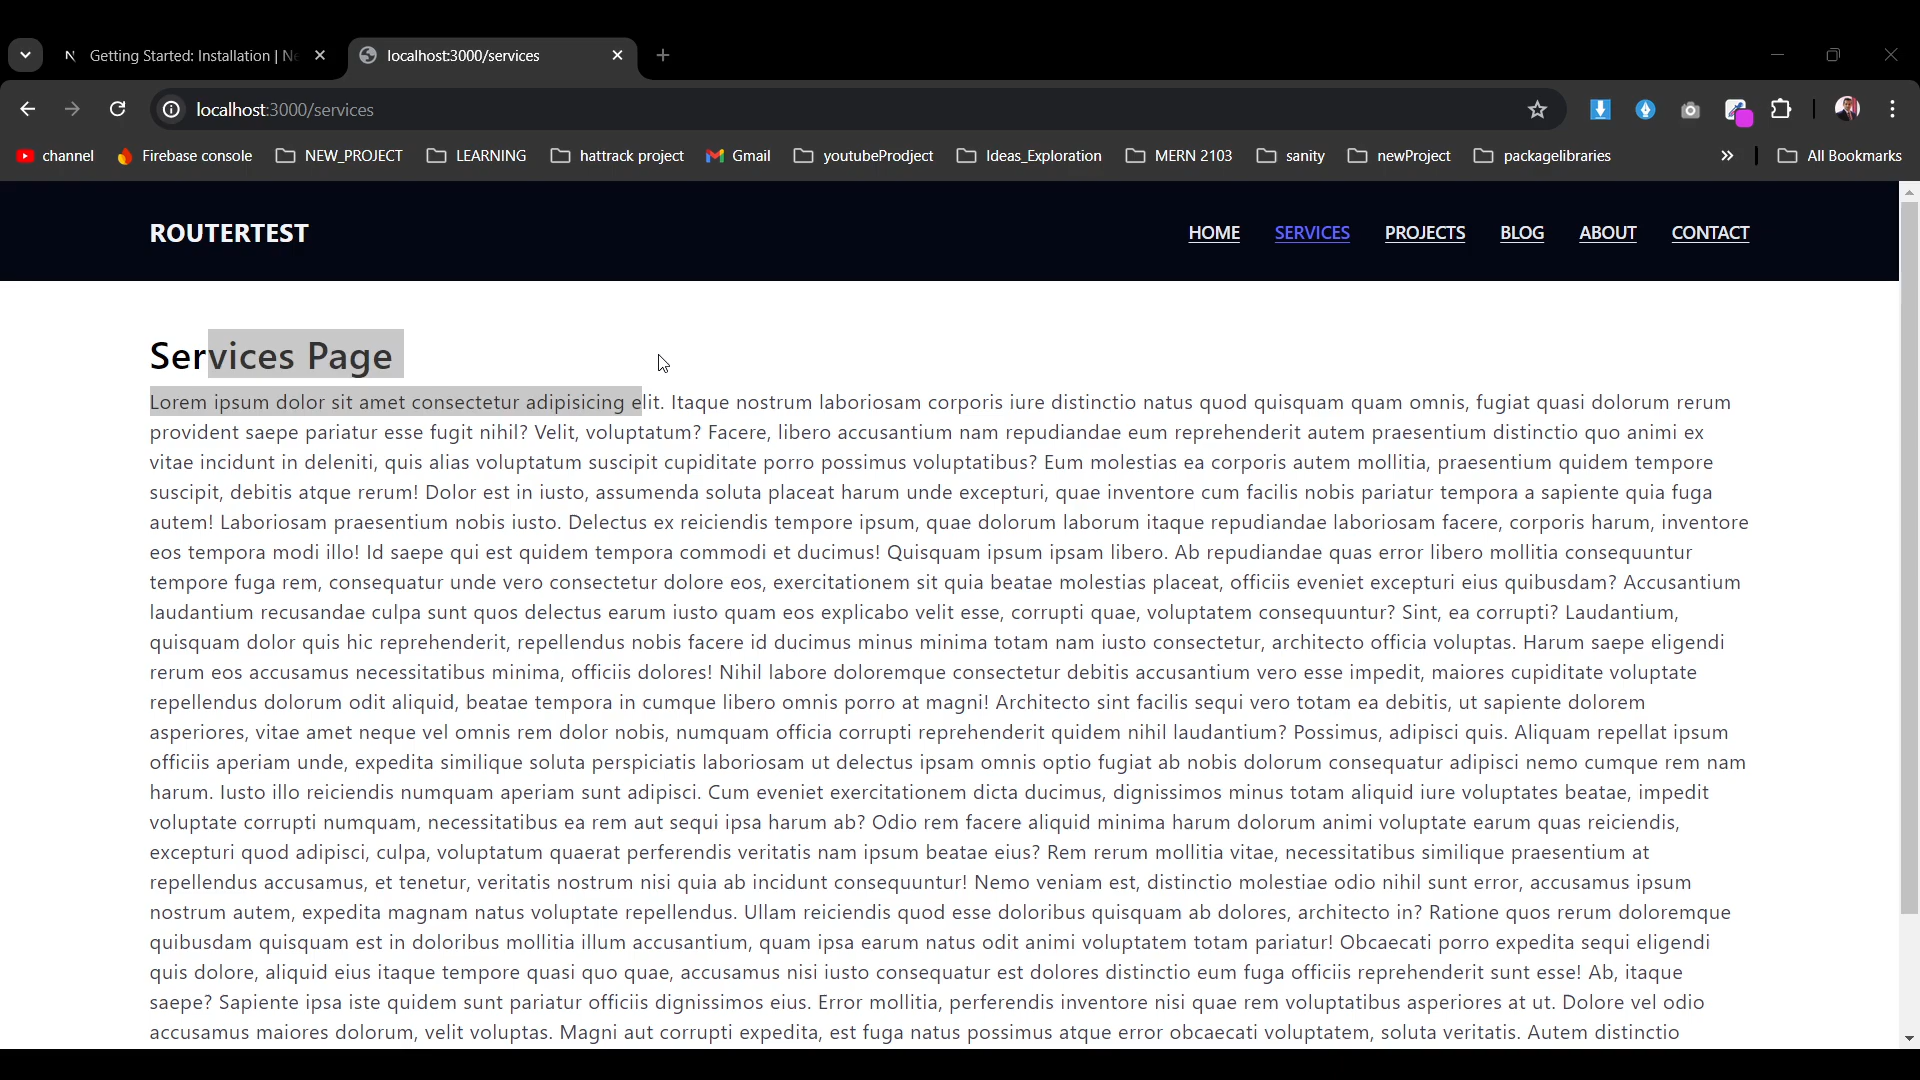 Getting Started: Installation | Ne
localhost:3000/services
localhost:3000/services
channel Firebase console NEW_PROJECT LEARNING hattrack project Gmail youtubeProdject Ideas_Exploration MERN 2103 sanity newProject packagelibraries All Bookmarks
ROUTERTEST HOME SERVICES PROJECTS BLOG ABOUT CONTACT
Services Page
Lorem ipsum dolor sit amet consectetur adipisicing elit. Itaque nostrum laboriosam corporis iure distinctio natus quod quisquam quam omnis, fugiat quasi dolorum rerum
provident saepe pariatur esse fugit nihil? Velit, voluptatum? Facere, libero accusantium nam repudiandae eum reprehenderit autem praesentium distinctio quo animi ex
vitae incidunt in deleniti, quis alias voluptatum suscipit cupiditate porro possimus voluptatibus? Eum molestias ea corporis autem mollitia, praesentium quidem tempore
suscipit, debitis atque rerum! Dolor est in iusto, assumenda soluta placeat harum unde excepturi, quae inventore cum facilis nobis pariatur tempora a sapiente quia fuga
autem! Laboriosam praesentium nobis iusto. Delectus ex reiciendis tempore ipsum, quae dolorum laborum itaque repudiandae laboriosam facere, corporis harum, inventore
eos tempora modi illo! Id saepe qui est quidem tempora commodi et ducimus! Quisquam ipsum ipsam libero. Ab repudiandae quas error libero mollitia consequuntur
tempore fuga rem, consequatur unde vero consectetur dolore eos, exercitationem sit quia beatae molestias placeat, officiis eveniet excepturi eius quibusdam? Accusantium
laudantium recusandae culpa sunt quos delectus earum iusto quam eos explicabo velit esse, corrupti quae, voluptatem consequuntur? Sint, ea corrupti? Laudantium,
quisquam dolor quis hic reprehenderit, repellendus nobis facere id ducimus minus minima totam nam iusto consectetur, architecto officia voluptas. Harum saepe eligendi
rerum eos accusamus necessitatibus minima, officiis dolores! Nihil labore doloremque consectetur debitis accusantium vero esse impedit, maiores cupiditate voluptate
repellendus dolorum odit aliquid, beatae tempora in cumque libero omnis porro at magni! Architecto sint facilis sequi vero totam ea debitis, ut sapiente dolorem
asperiores, vitae amet neque vel omnis rem dolor nobis, numquam officia corrupti reprehenderit quidem nihil laudantium? Possimus, adipisci quis. Aliquam repellat ipsum
officiis aperiam unde, expedita similique soluta perspiciatis laboriosam ut delectus ipsam omnis optio fugiat ab nobis dolorum consequatur adipisci nemo cumque rem nam
harum. Iusto illo reiciendis numquam aperiam sunt adipisci. Cum eveniet exercitationem dicta ducimus, dignissimos minus totam aliquid iure voluptates beatae, impedit
voluptate corrupti numquam, necessitatibus ea rem aut sequi ipsa harum ab? Odio rem facere aliquid minima harum dolorum animi voluptate earum quas reiciendis,
excepturi quod adipisci, culpa, voluptatum quaerat perferendis veritatis nam ipsum beatae eius? Rem rerum mollitia vitae, necessitatibus similique praesentium at
repellendus accusamus, et tenetur, veritatis nostrum nisi quia ab incidunt consequuntur! Nemo veniam est, distinctio molestiae odio nihil sunt error, accusamus ipsum
nostrum autem, expedita magnam natus voluptate repellendus. Ullam reiciendis quod esse doloribus quisquam ab dolores, architecto in? Ratione quos rerum doloremque
quibusdam quisquam est in doloribus mollitia illum accusantium, quam ipsa earum natus odit animi voluptatem totam pariatur! Obcaecati porro expedita sequi eligendi
quis dolore, aliquid eius itaque tempore quasi quo quae, accusamus nisi iusto consequatur est dolores distinctio eum fuga officiis reprehenderit sunt esse! Ab, itaque
saepe? Sapiente ipsa iste quidem sunt pariatur officiis dignissimos eius. Error mollitia, perferendis inventore nisi quae rem voluptatibus asperiores at ut. Dolore vel odio
accusamus maiores dolorum, velit voluptas. Magni aut corrupti expedita, est fuga natus possimus atque error obcaecati voluptatem, soluta veritatis. Autem distinctio